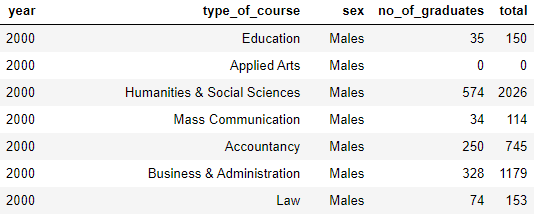 year type_of_course sex no_of_graduates total
2000 Education Males 35 150
2000 Applied Arts Males 0 0
2000 Humanities & Social Sciences Males 574 2026
2000 Mass Communication Males 34 114
2000 Accountancy Males 250 745
2000 Business & Administration Males 328 1179
2000 Law Males 74 153